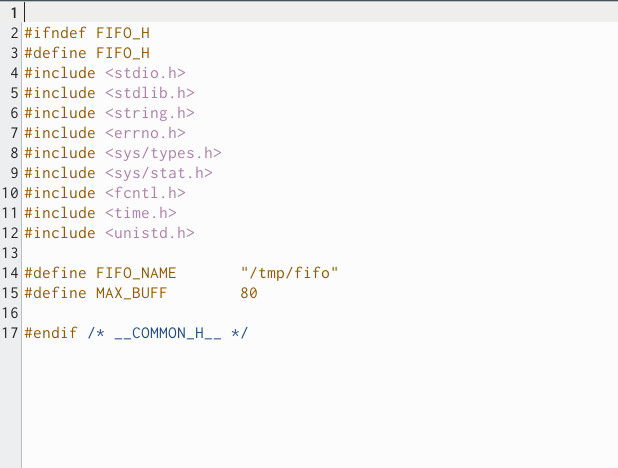 1
2 #ifndef FIFO_H
3 #define FIFO_H
4 #include <stdio.h>
5 #include <stdlib.h>
6 #include <string.h>
7 #include <errno.h>
8 #include <sys/types.h>
9 #include <sys/stat.h>
10 #include <fcntl.h>
11 #include <time.h>
12 #include <unistd.h>
13
14 #define FIFO_NAME       "/tmp/fifo"
15 #define MAX_BUFF        80
16
17 #endif /* __COMMON_H__ */